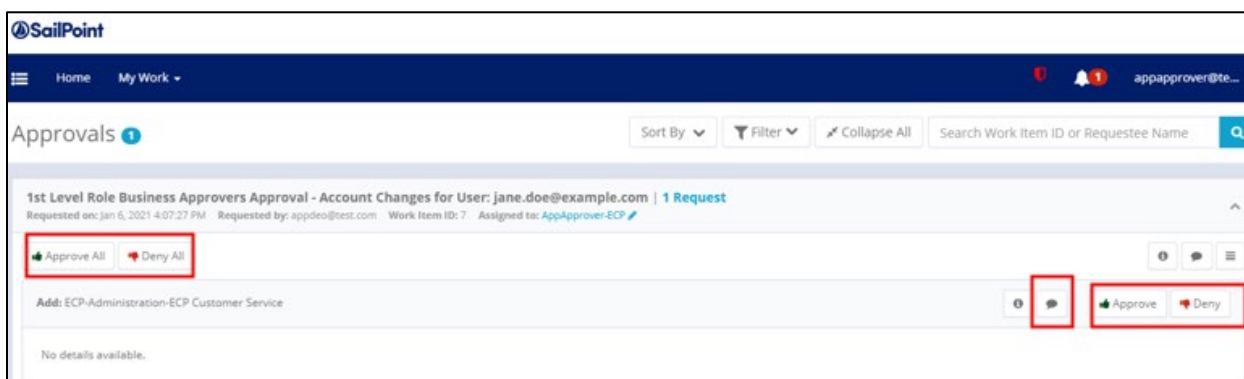 SailPoint
Home My Work 1 appapprover@te...
Approvals 1 Sort By Filter Collapse All Search Work Item ID or Requestee Name
1st Level Role Business Approvers Approval - Account Changes for User: jane.doe@example.com | 1 Request
Requested on: Jan 6, 2021 4:07:27 PM Requested by: appdeo@test.com Work Item ID: 7 Assigned to: AppApprover-ECP
Approve All Deny All
Add: ECP-Administration-ECP Customer Service Approve Deny
No details available.